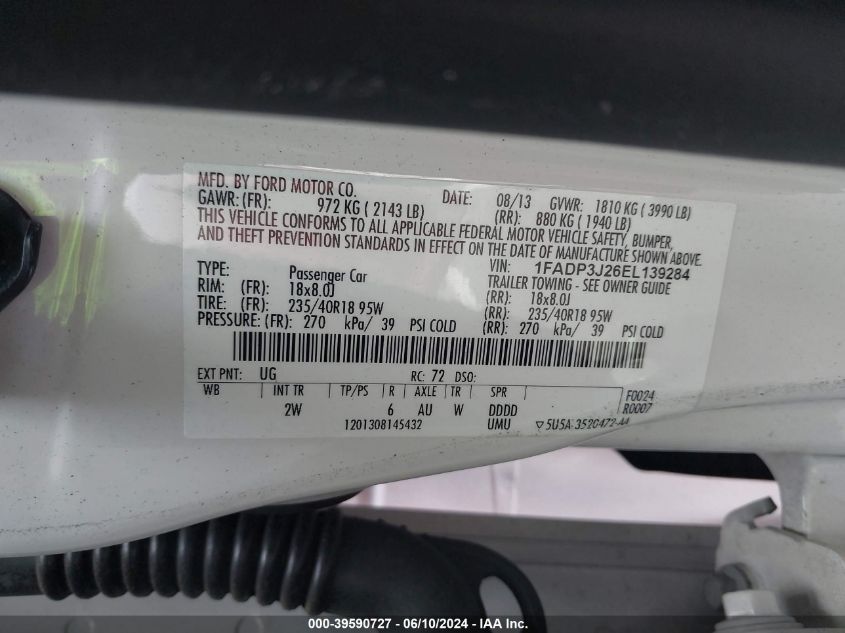 MFD. BY FORD MOTOR CO. DATE: 08/13 GVWR: 1810 KG ( 3990 LB)
GAWR: (FR): 972 KG ( 2143 LB) (RR): 880 KG ( 1940 LB)
THIS VEHICLE CONFORMS TO ALL APPLICABLE FEDERAL MOTOR VEHICLE SAFETY, BUMPER,
AND THEFT PREVENTION STANDARDS IN EFFECT ON THE DATE OF MANUFACTURE SHOWN ABOVE.
VIN: 1FADP3J26EL139284
TYPE: Passenger Car TRAILER TOWING - SEE OWNER GUIDE
RIM: (FR): 18x8.0J (RR): 18x8.0J
TIRE: (FR): 235/40R18 95W (RR): 235/40R18 95W
PRESSURE: (FR): 270 kPa/ 39 PSI COLD (RR): 270 kPa/ 39 PSI COLD
EXT PNT: UG RC: 72 DSO:
WB INT TR TP/PS R AXLE TR SPR F0024
2W 6 AU W DDDD R0007
1201308145432 UMU 5U5A-3520472-AA
000-39590727 - 06/10/2024 - IAA Inc.